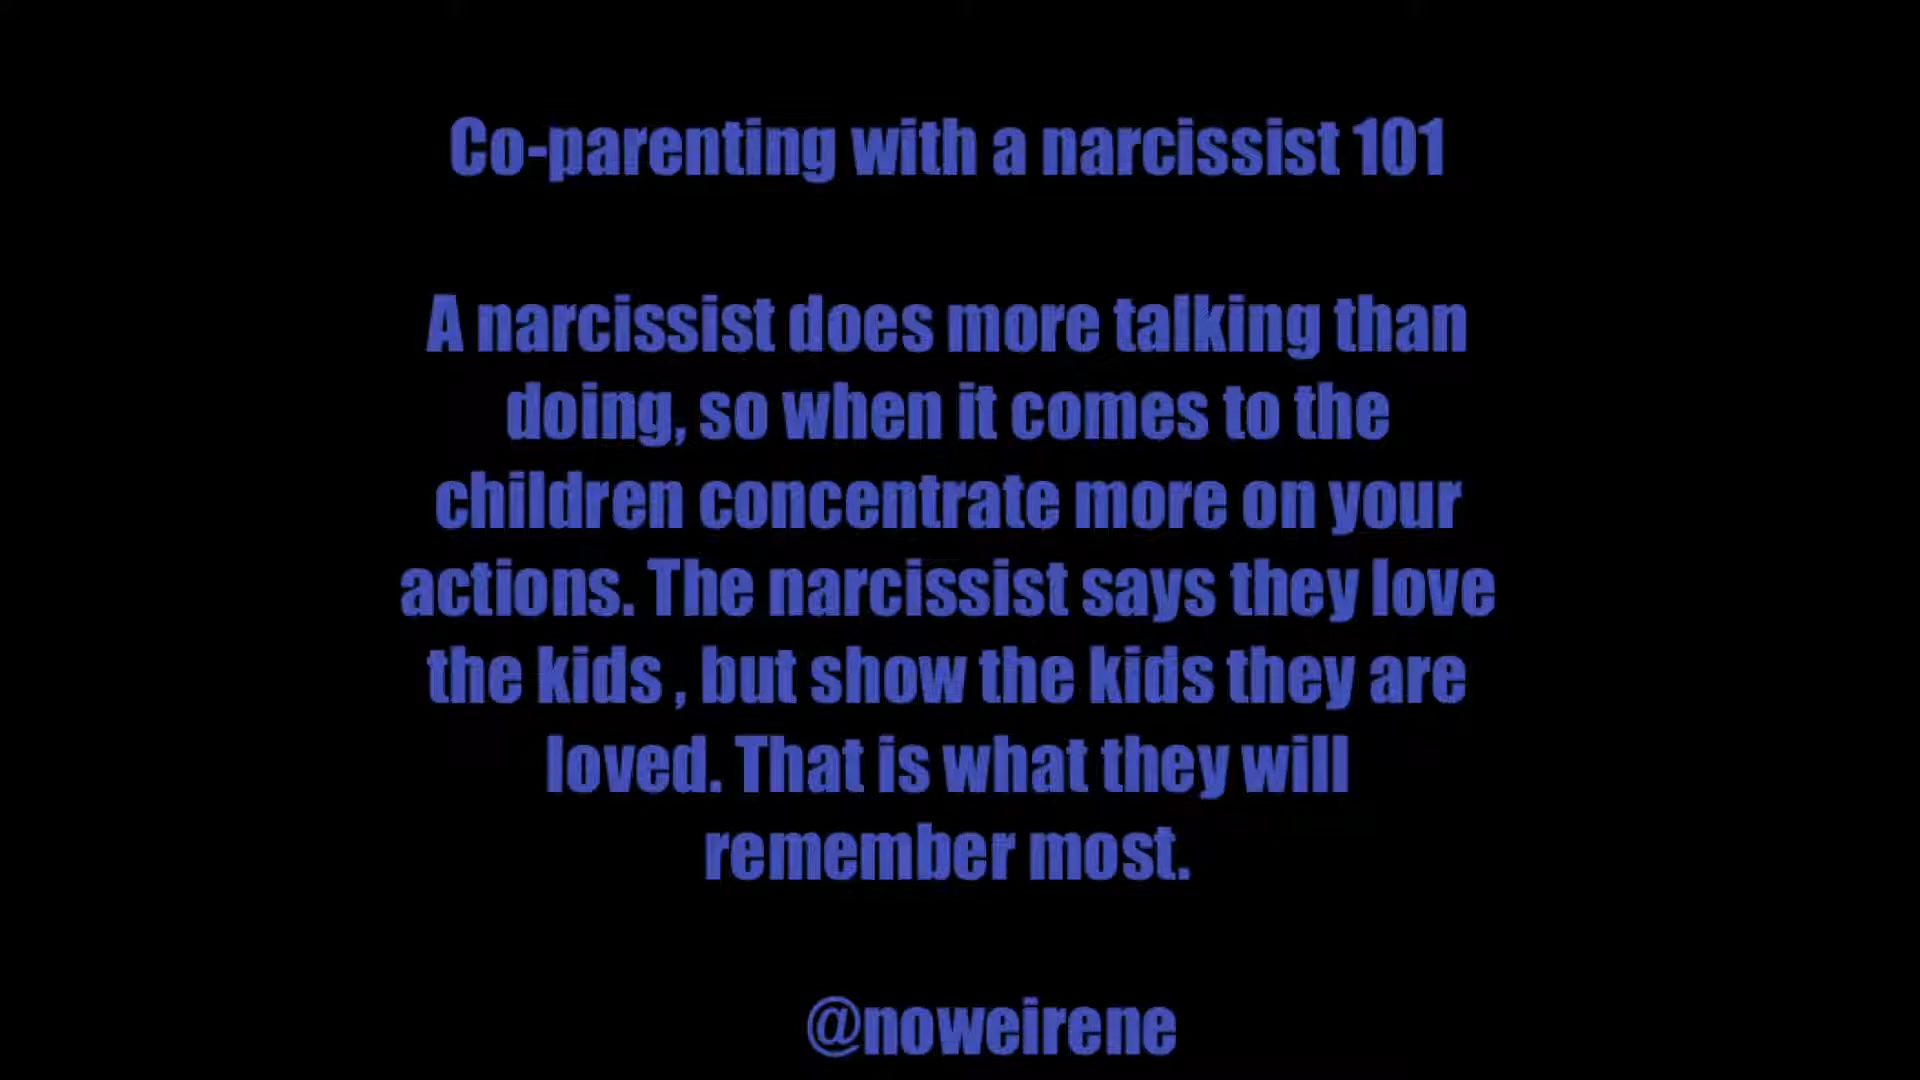 Co-parenting with a narcissist 101
A narcissist does more talking than
doing, so when it comes to the
children concentrate more on your
actions. The narcissist says they love
the kids , but show the kids they are
loved. That is what they will
remember most.
@noweirene